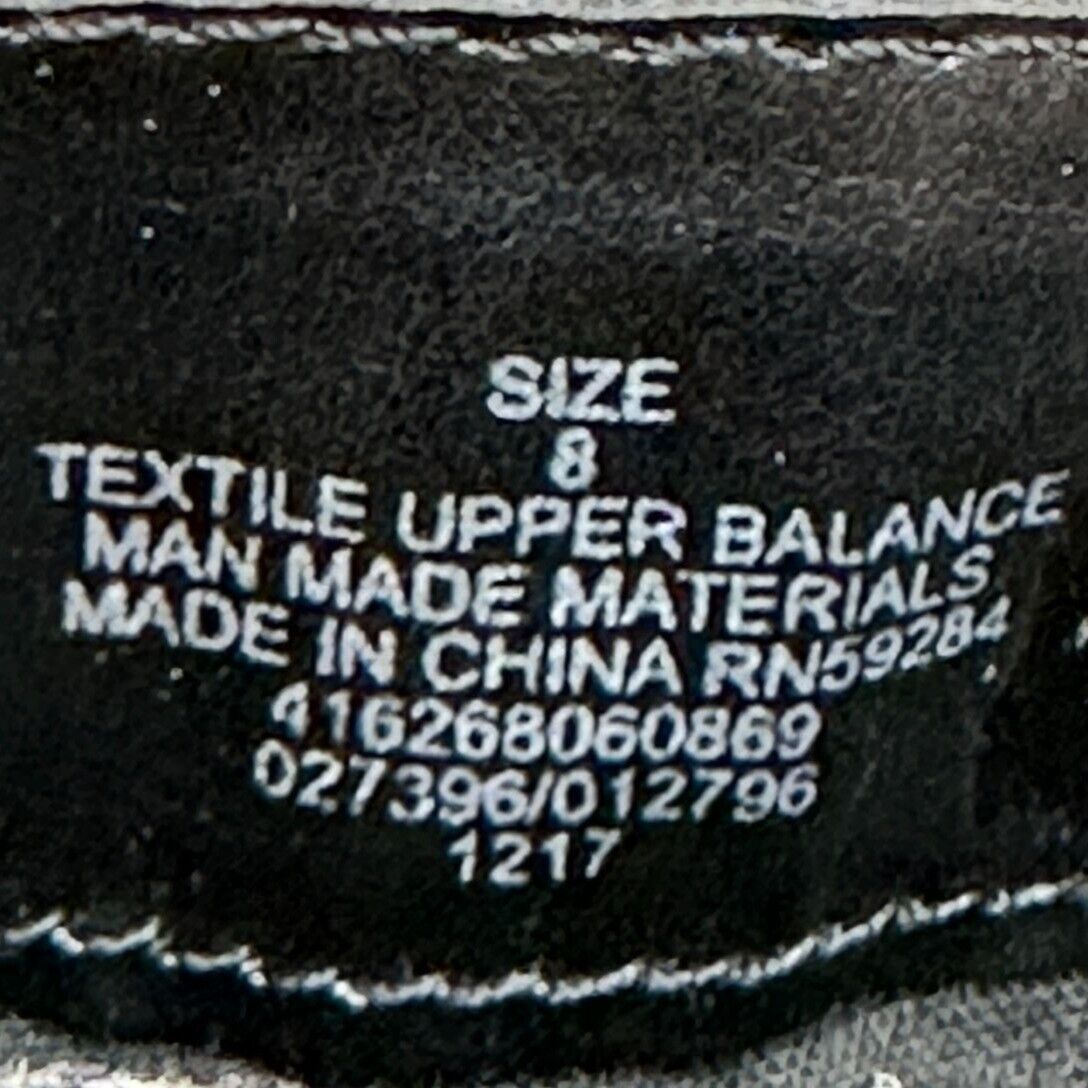 SIZE
8
TEXTILE UPPER BALANCE
MAN MADE MATERIALS
MADE IN CHINA RN59284
416268060869
027396/012796
1217